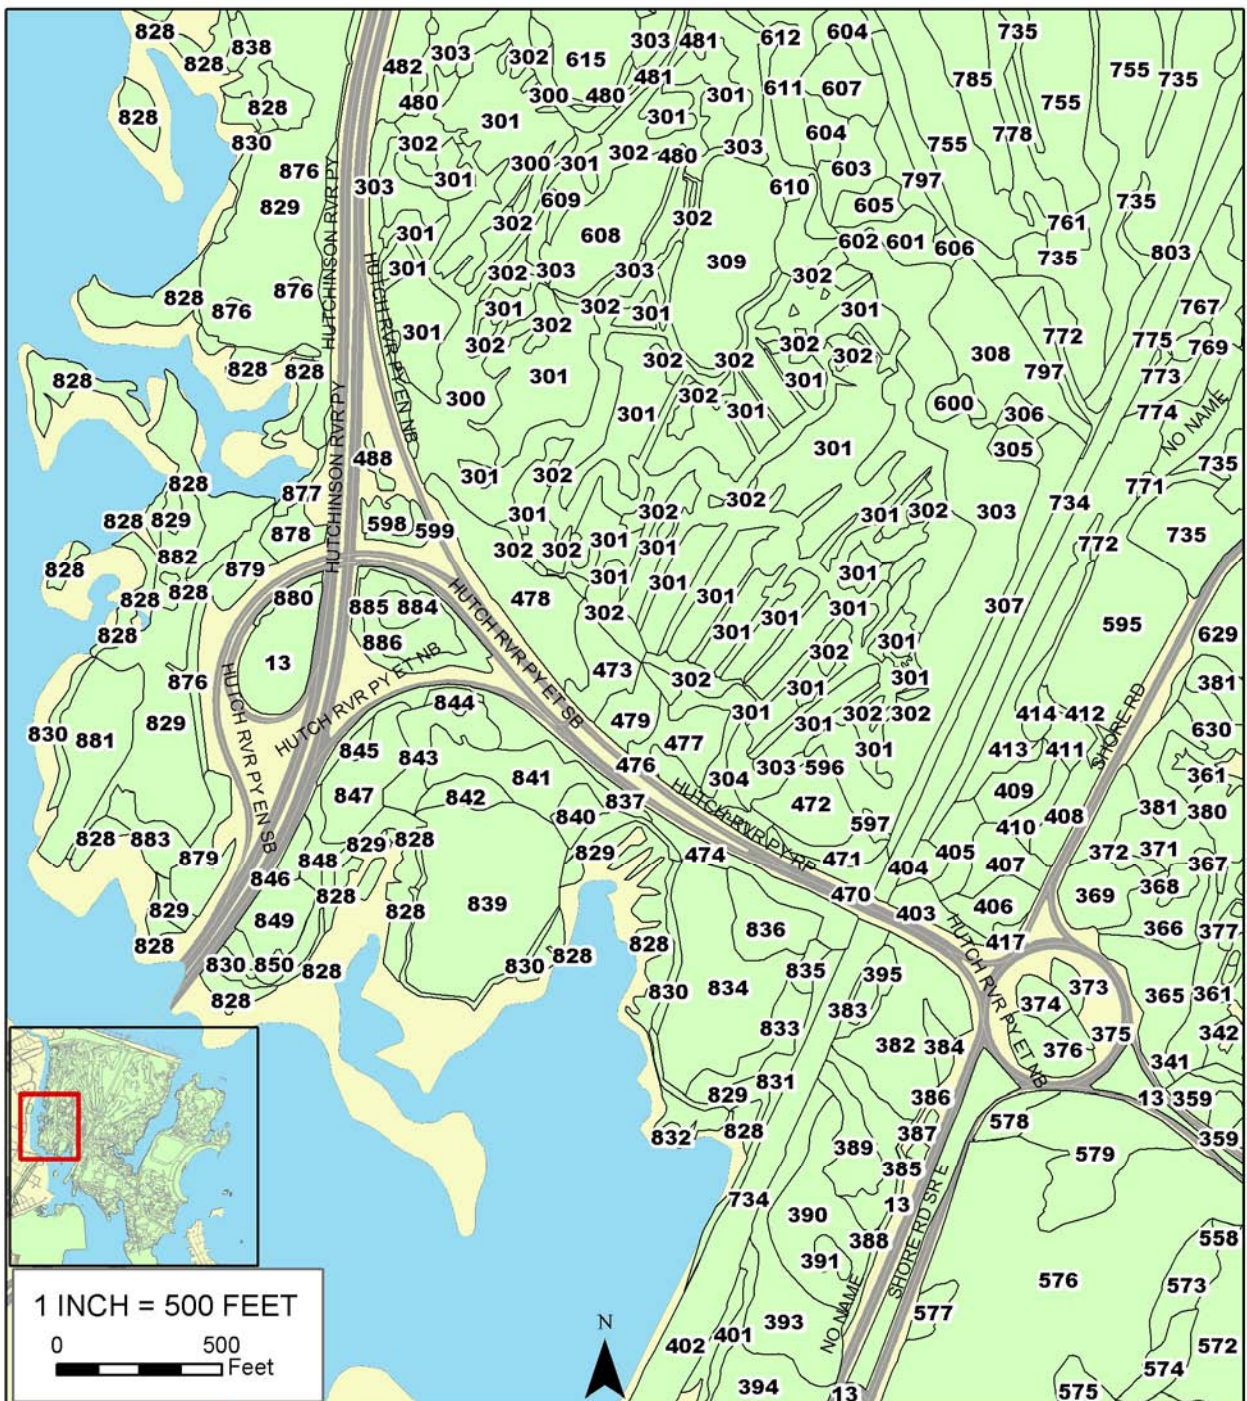 828 838 303 302 615 303 481 612 604 735
828 482 481 755 735
828 828 480 300 480 301 611 607 785 755
830 302 301 301 303 604 755 778
876 303 301 300 301 302 480 610 603 797
829 301 302 609 608 302 605 761 735
HUTCHINSON RVR PY
HUTCH RVR PY EN NB
828 876 876 301 302 303 303 309 302 602 601 606 735 803
301 301 302 302 301 301 767
828 828 828 302 302 302 302 302 308 772 775 769
300 301 302 301 797 773
301 302 301 600 306 774
NO NAME
HUTCHINSON RVR PY
488 301 302 301 305 735
828 877 302 302 734 771
828 829 878 598 599 301 302 301 301 301 302 303 772 735
882 302 302
828 828 828 879 880 885 884 478 301 302 301 301 301 301 307 595
828 886 301 301 302 301 629
HUTCH RVR PY ET SB
13 HUTCH RVR PY ET NB
876 473 302 301 301 381
HUTCH RVR PY EN SB
SHORE RD
830 881 829 844 479 301 301 302 302 414 412 630
845 843 477 301 413 411
847 842 841 476 304 303 596 409 361
837 472 408 381 380
HUTCH RVR PY RP
828 883 879 848 829 828 840 829 474 471 597 404 405 410 407 372 371 367
846 828 839 470 406 369 368
829 849 828 836 403 417 366 377
828 830 850 828 830 828 828 835 395
828 830 834 383 374 373 365 361
HUTCH RVR PY ET NB
833 382 384 376 375 341 342
829 831 386 13 359
832 828 387 578 579 359
389 385
734 390 13
SHORE RD SR E
388 391 558
576 573
NO NAME
393 577
402 401 572
394 574
13 575
1 INCH = 500 FEET
0 500
Feet
N